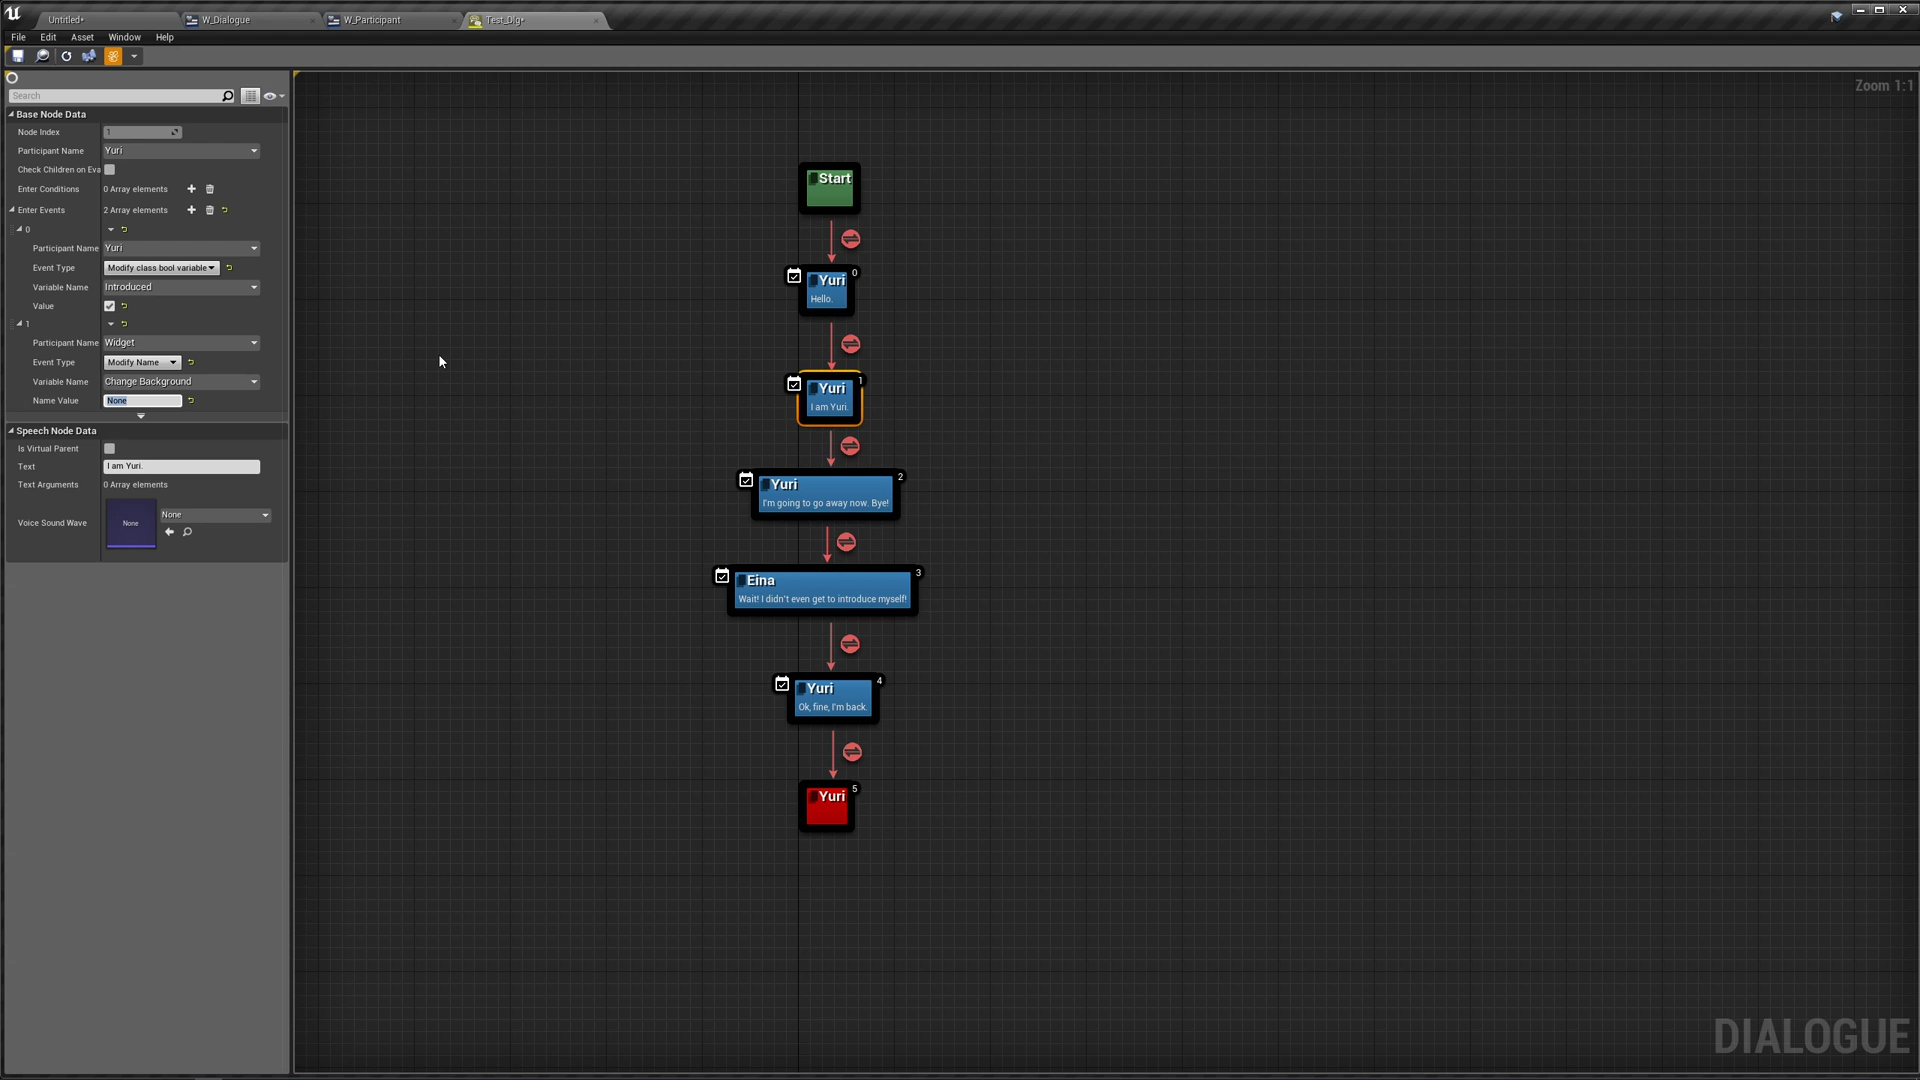 Untitled*
W_Dialogue
W_Participant
Test_Dlg*
File Edit Asset Window Help
Search
Zoom 1:1
Base Node Data
Node Index 1
Participant Name Yuri
Check Children on Eva
Enter Conditions 0 Array elements
Enter Events 2 Array elements
0
Participant Name Yuri
Event Type Modify class bool variable
Variable Name Introduced
Value
1
Participant Name Widget
Event Type Modify Name
Variable Name Change Background
Name Value None
Speech Node Data
Is Virtual Parent
Text I am Yuri.
Text Arguments 0 Array elements
Voice Sound Wave None None
Start
Yuri 0
Hello.
Yuri 1
I am Yuri.
Yuri 2
I'm going to go away now. Bye!
Eina 3
Wait! I didn't even get to introduce myself!
Yuri 4
Ok, fine, I'm back.
Yuri 5
DIALOGUE